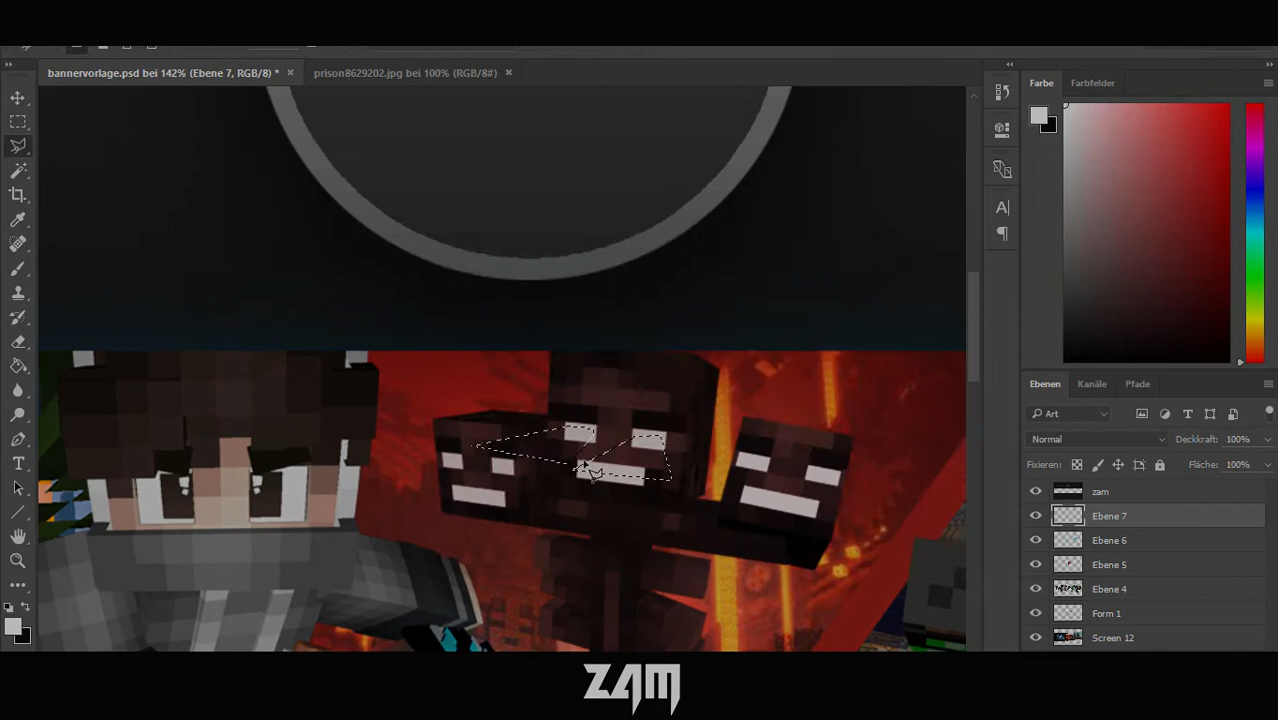 bannervorlage.psd bei 142% (Ebene 7, RGB/8) *
prison8629202.jpg bei 100% (RGB/8#)
Farbe
Farbfelder
Ebenen
Kanäle
Pfade
Art
Normal
Deckkraft: 100%
Fixieren:
Fläche: 100%
zam
Ebene 7
Ebene 6
Ebene 5
Ebene 4
Form 1
Screen 12
ZAM